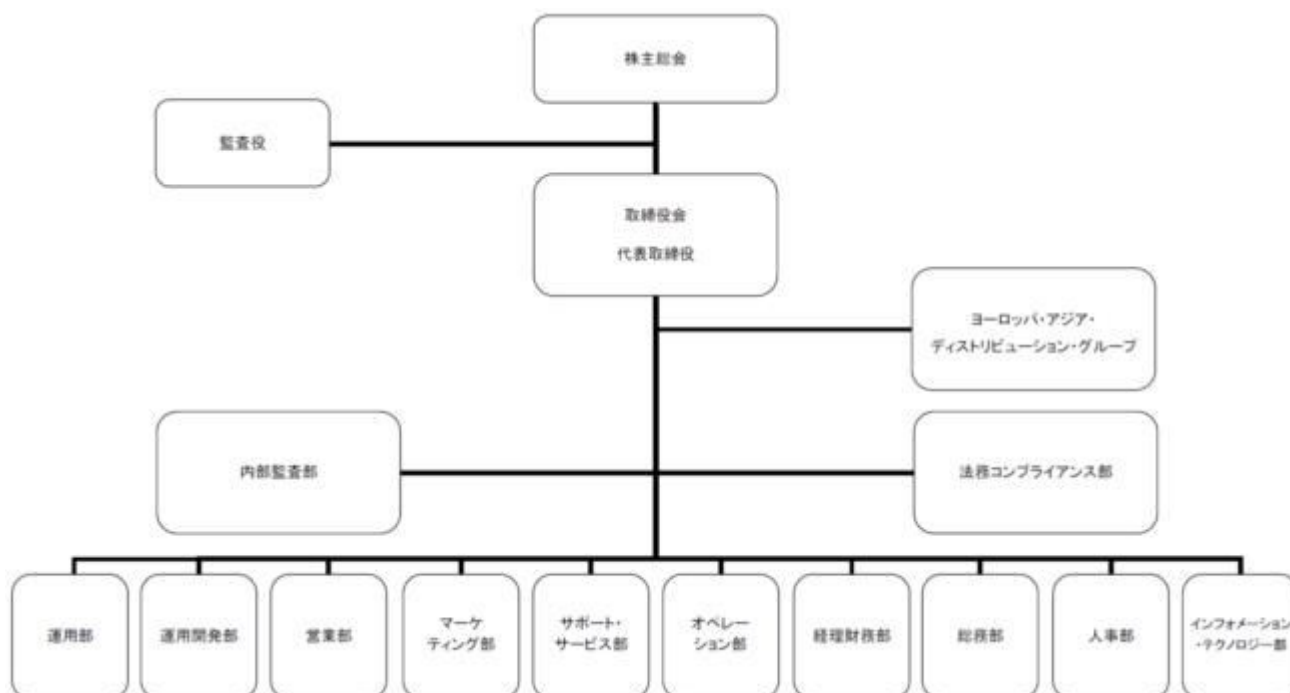 株主総会
監査役
取締役会
代表取締役
ヨーロッパ・アジア・
ディストリビューション・グループ
内部監査部
法務コンプライアンス部
運用部
運用開発部
営業部
マーケ
ティング部
サポート・
サービス部
オペレー
ション部
経理財務部
総務部
人事部
インフォメーション
・テクノロジー部